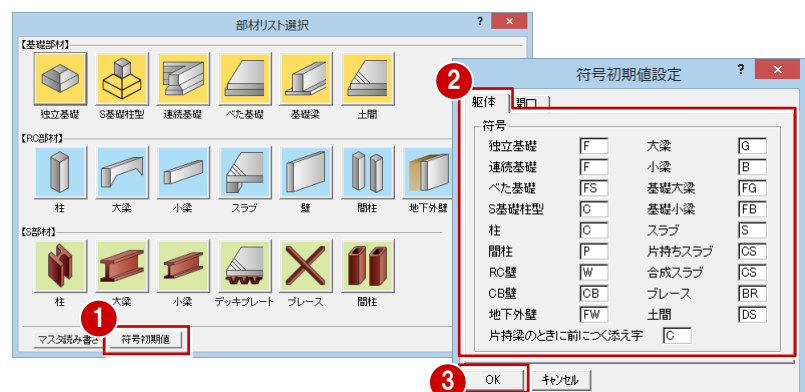 部材リスト選択
?
×
【基礎部材】
独立基礎 S基礎柱型 連続基礎 べた基礎 基礎梁 土間
【RC部材】
柱 大梁 小梁 スラブ 壁 間柱 地下外壁
【S部材】
柱 大梁 小梁 デッキプレート ブレース 間柱
1
マスタ読み書き 符号初期値
2
符号初期値設定
?
×
躯体 開口
符号
独立基礎 F 大梁 G
連続基礎 F 小梁 B
べた基礎 FS 基礎大梁 FG
S基礎柱型 C 基礎小梁 FB
柱 C スラブ S
間柱 P 片持ちスラブ CS
RC壁 W 合成スラブ CS
CB壁 CB ブレース BR
地下外壁 FW 土間 DS
片持梁のときに前につく添え字 C
3
OK キャンセル